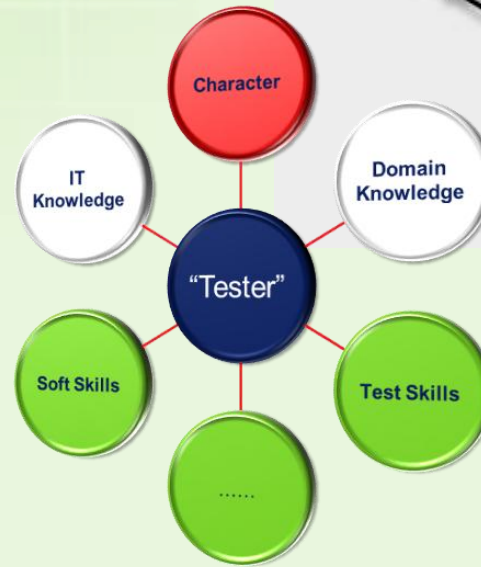 Character
IT
Knowledge
Domain
Knowledge
“Tester”
Soft Skills
Test Skills
......